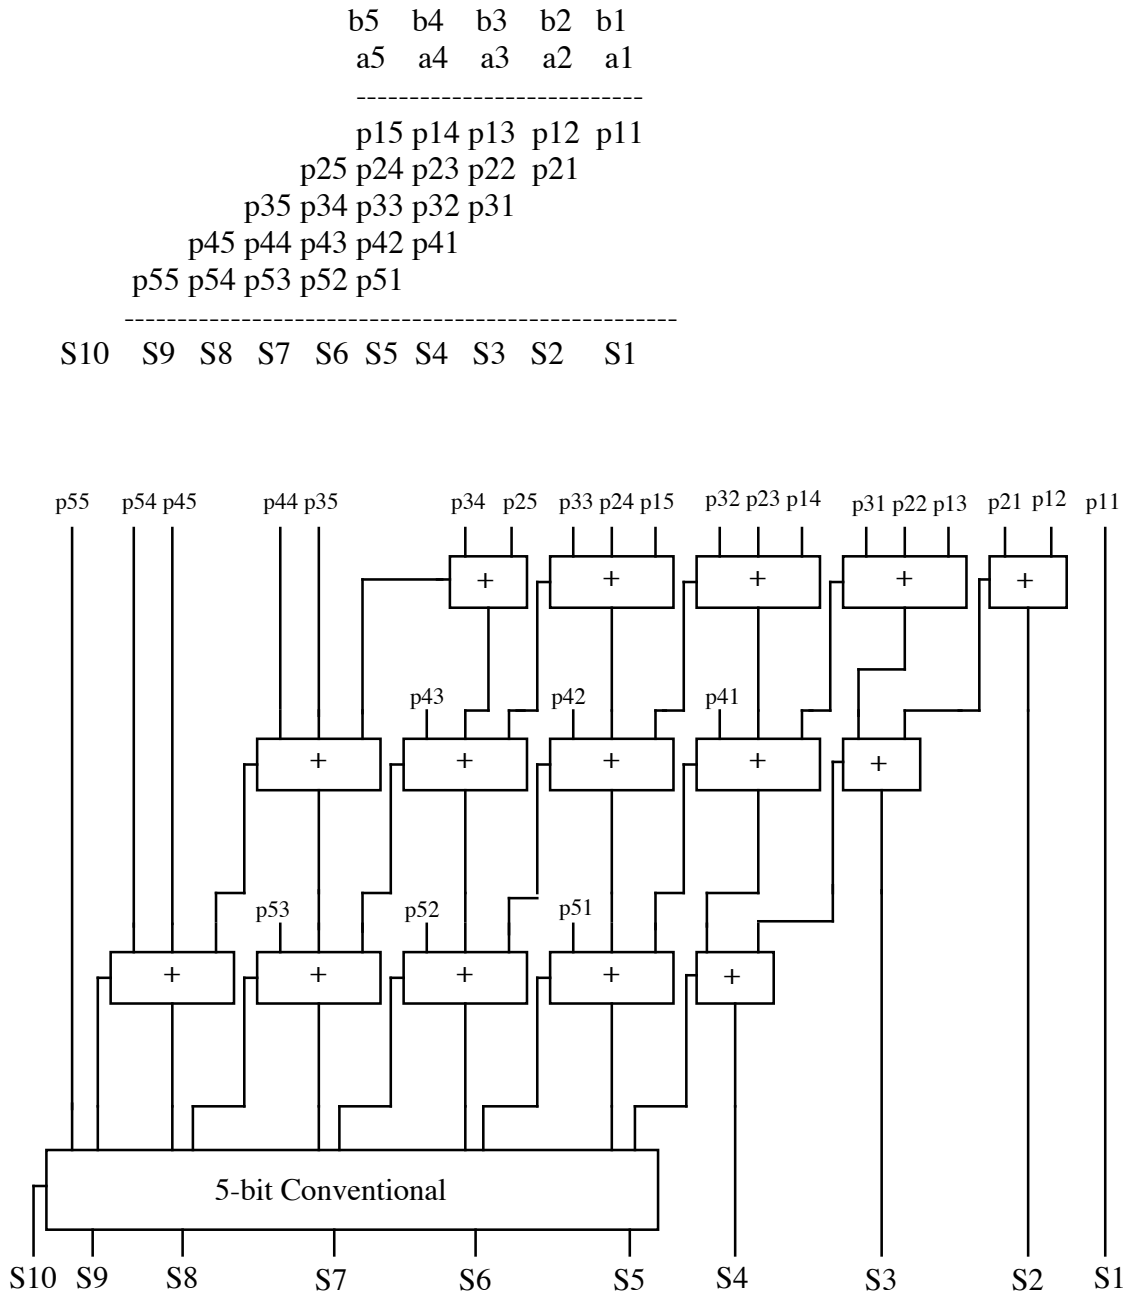 b5 b4 b3 b2 b1
a5 a4 a3 a2 a1
---------------------------
p15 p14 p13 p12 p11
p25 p24 p23 p22 p21
p35 p34 p33 p32 p31
p45 p44 p43 p42 p41
p55 p54 p53 p52 p51
----------------------------------------------------
S10 S9 S8 S7 S6 S5 S4 S3 S2 S1
p55 p54 p45 p44 p35 p34 p25 p33 p24 p15 p32 p23 p14 p31 p22 p13 p21 p12 p11
+ + + + +
p43 p42 p41
+ + + + +
p53 p52 p51
+ + + + +
5-bit Conventional
S10 S9 S8 S7 S6 S5 S4 S3 S2 S1